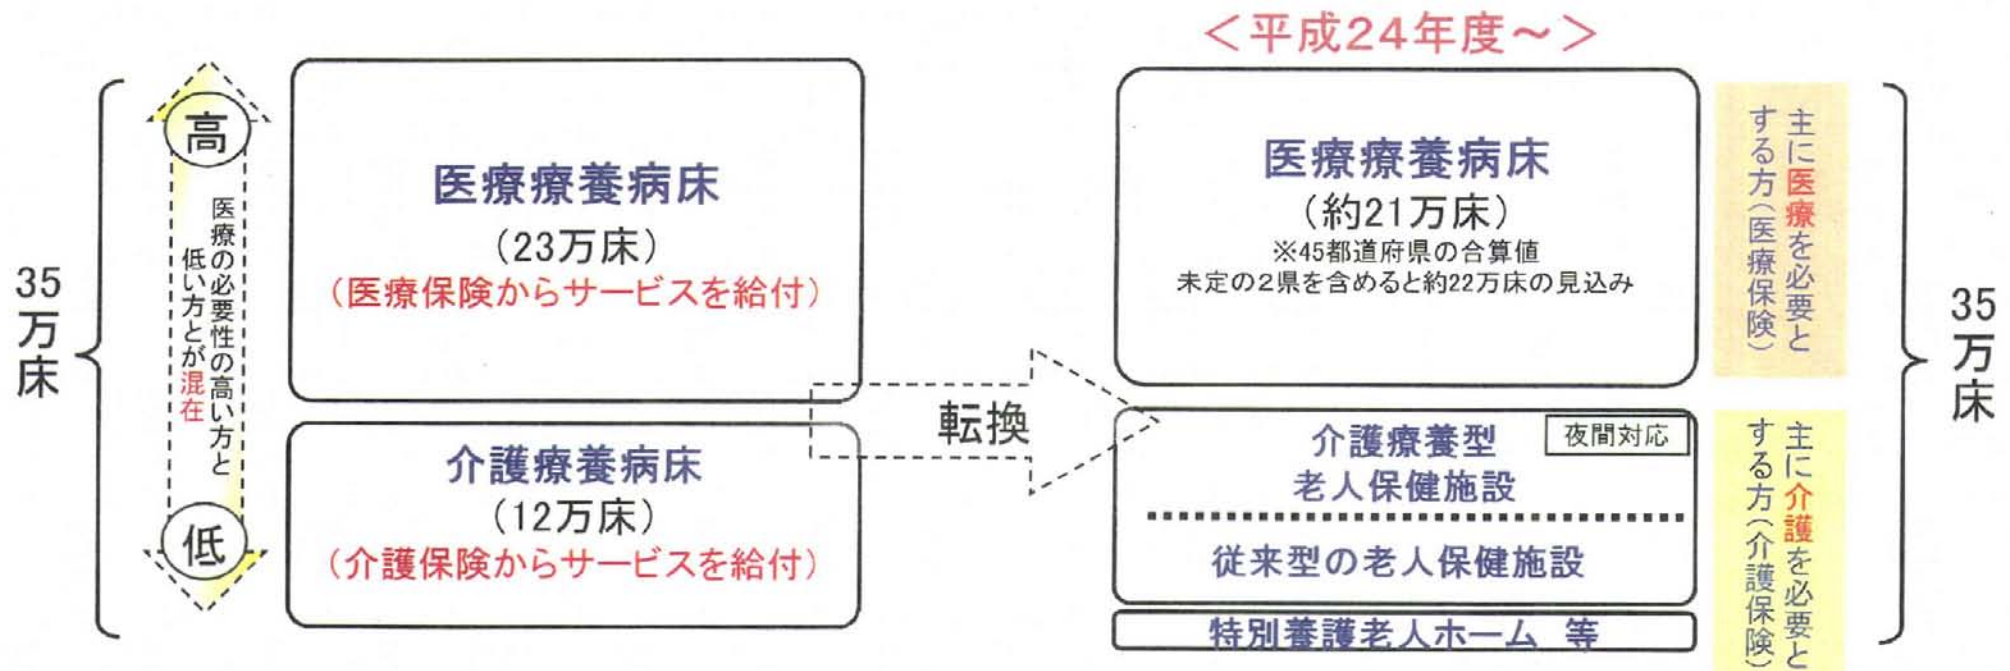 ＜平成24年度～＞
35万床
高
医療の必要性の高い方と
低い方とが混在
低
医療療養病床
（23万床）
（医療保険からサービスを給付）
介護療養病床
（12万床）
（介護保険からサービスを給付）
転換
医療療養病床
（約21万床）
※45都道府県の合算値
未定の2県を含めると約22万床の見込み
介護療養型
老人保健施設
夜間対応
従来型の老人保健施設
特別養護老人ホーム 等
主に医療を必要と
する方（医療保険）
主に介護を必要と
する方（介護保険）
35万床